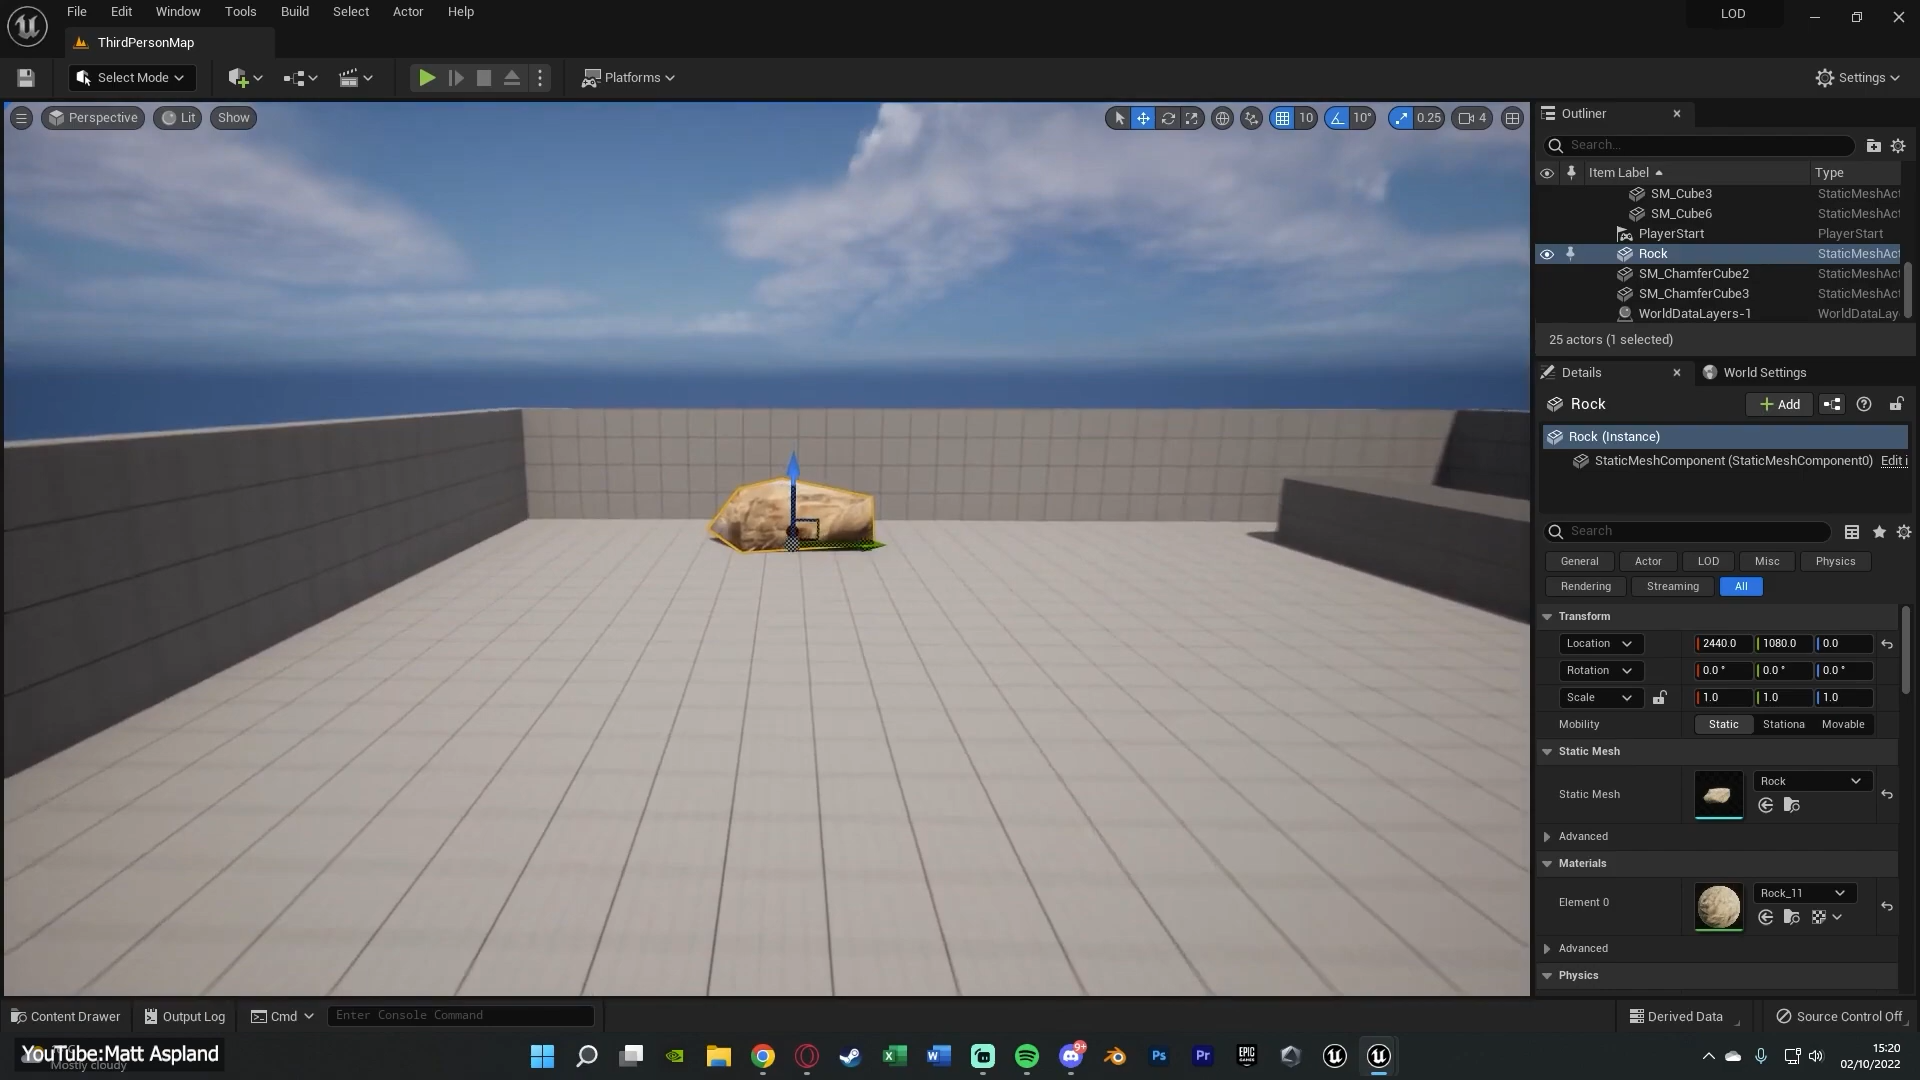 File Edit Window Tools Build Select Actor Help
LOD
ThirdPersonMap
Select Mode
Platforms
Settings
Perspective Lit Show
10 10° 0.25 4
Outliner
Search...
Item Label Type
SM_Cube3 StaticMeshAct
SM_Cube6 StaticMeshAct
PlayerStart PlayerStart
Rock StaticMeshAct
SM_ChamferCube2 StaticMeshAct
SM_ChamferCube3 StaticMeshAct
WorldDataLayers-1 WorldDataLay
25 actors (1 selected)
Details World Settings
Rock Add
Rock (Instance)
StaticMeshComponent (StaticMeshComponent0) Edit i
Search
General Actor LOD Misc Physics
Rendering Streaming All
Transform
Location 2440.0 1080.0 0.0
Rotation 0.0° 0.0° 0.0°
Scale 1.0 1.0 1.0
Mobility Static Stationa Movable
Static Mesh
Static Mesh Rock
Advanced
Materials
Element 0 Rock_11
Advanced
Physics
Content Drawer Output Log Cmd Enter Console Command
Derived Data Source Control Off
YouTube:Matt Aspland
Mostly cloudy
Ps Pr EPIC GAMES
9+
15:20
02/10/2022